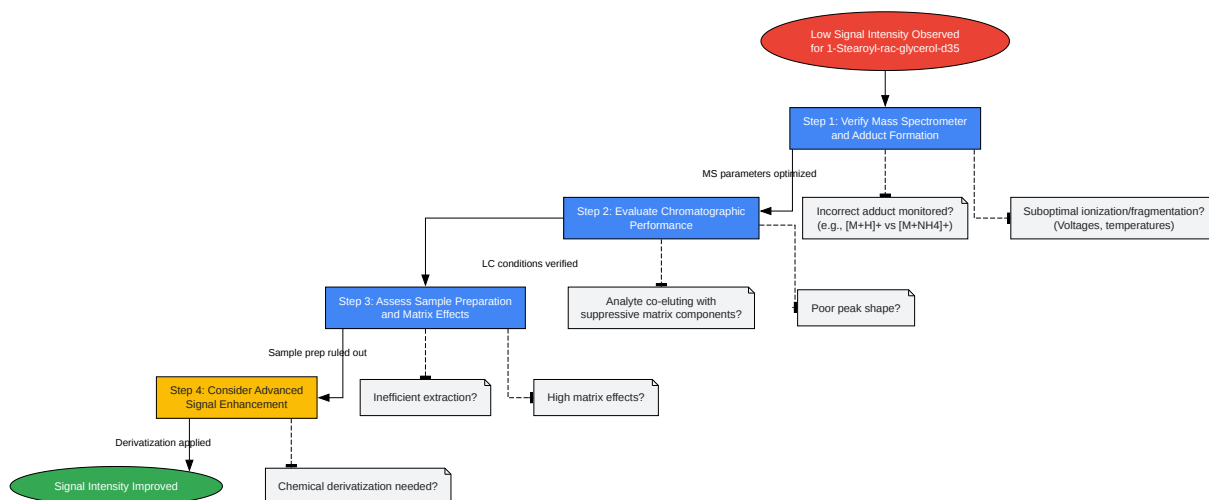 Low Signal Intensity Observed
for 1-Stearoyl-rac-glycerol-d35
Step 1: Verify Mass Spectrometer
and Adduct Formation
MS parameters optimized
Step 2: Evaluate Chromatographic
Performance
Incorrect adduct monitored?
(e.g., [M+H]+ vs [M+NH4]+)
Suboptimal ionization/fragmentation?
(Voltages, temperatures)
LC conditions verified
Step 3: Assess Sample Preparation
and Matrix Effects
Analyte co-eluting with
suppressive matrix components?
Poor peak shape?
Sample prep ruled out
Step 4: Consider Advanced
Signal Enhancement
Inefficient extraction?
High matrix effects?
Derivatization applied
Signal Intensity Improved
Chemical derivatization needed?